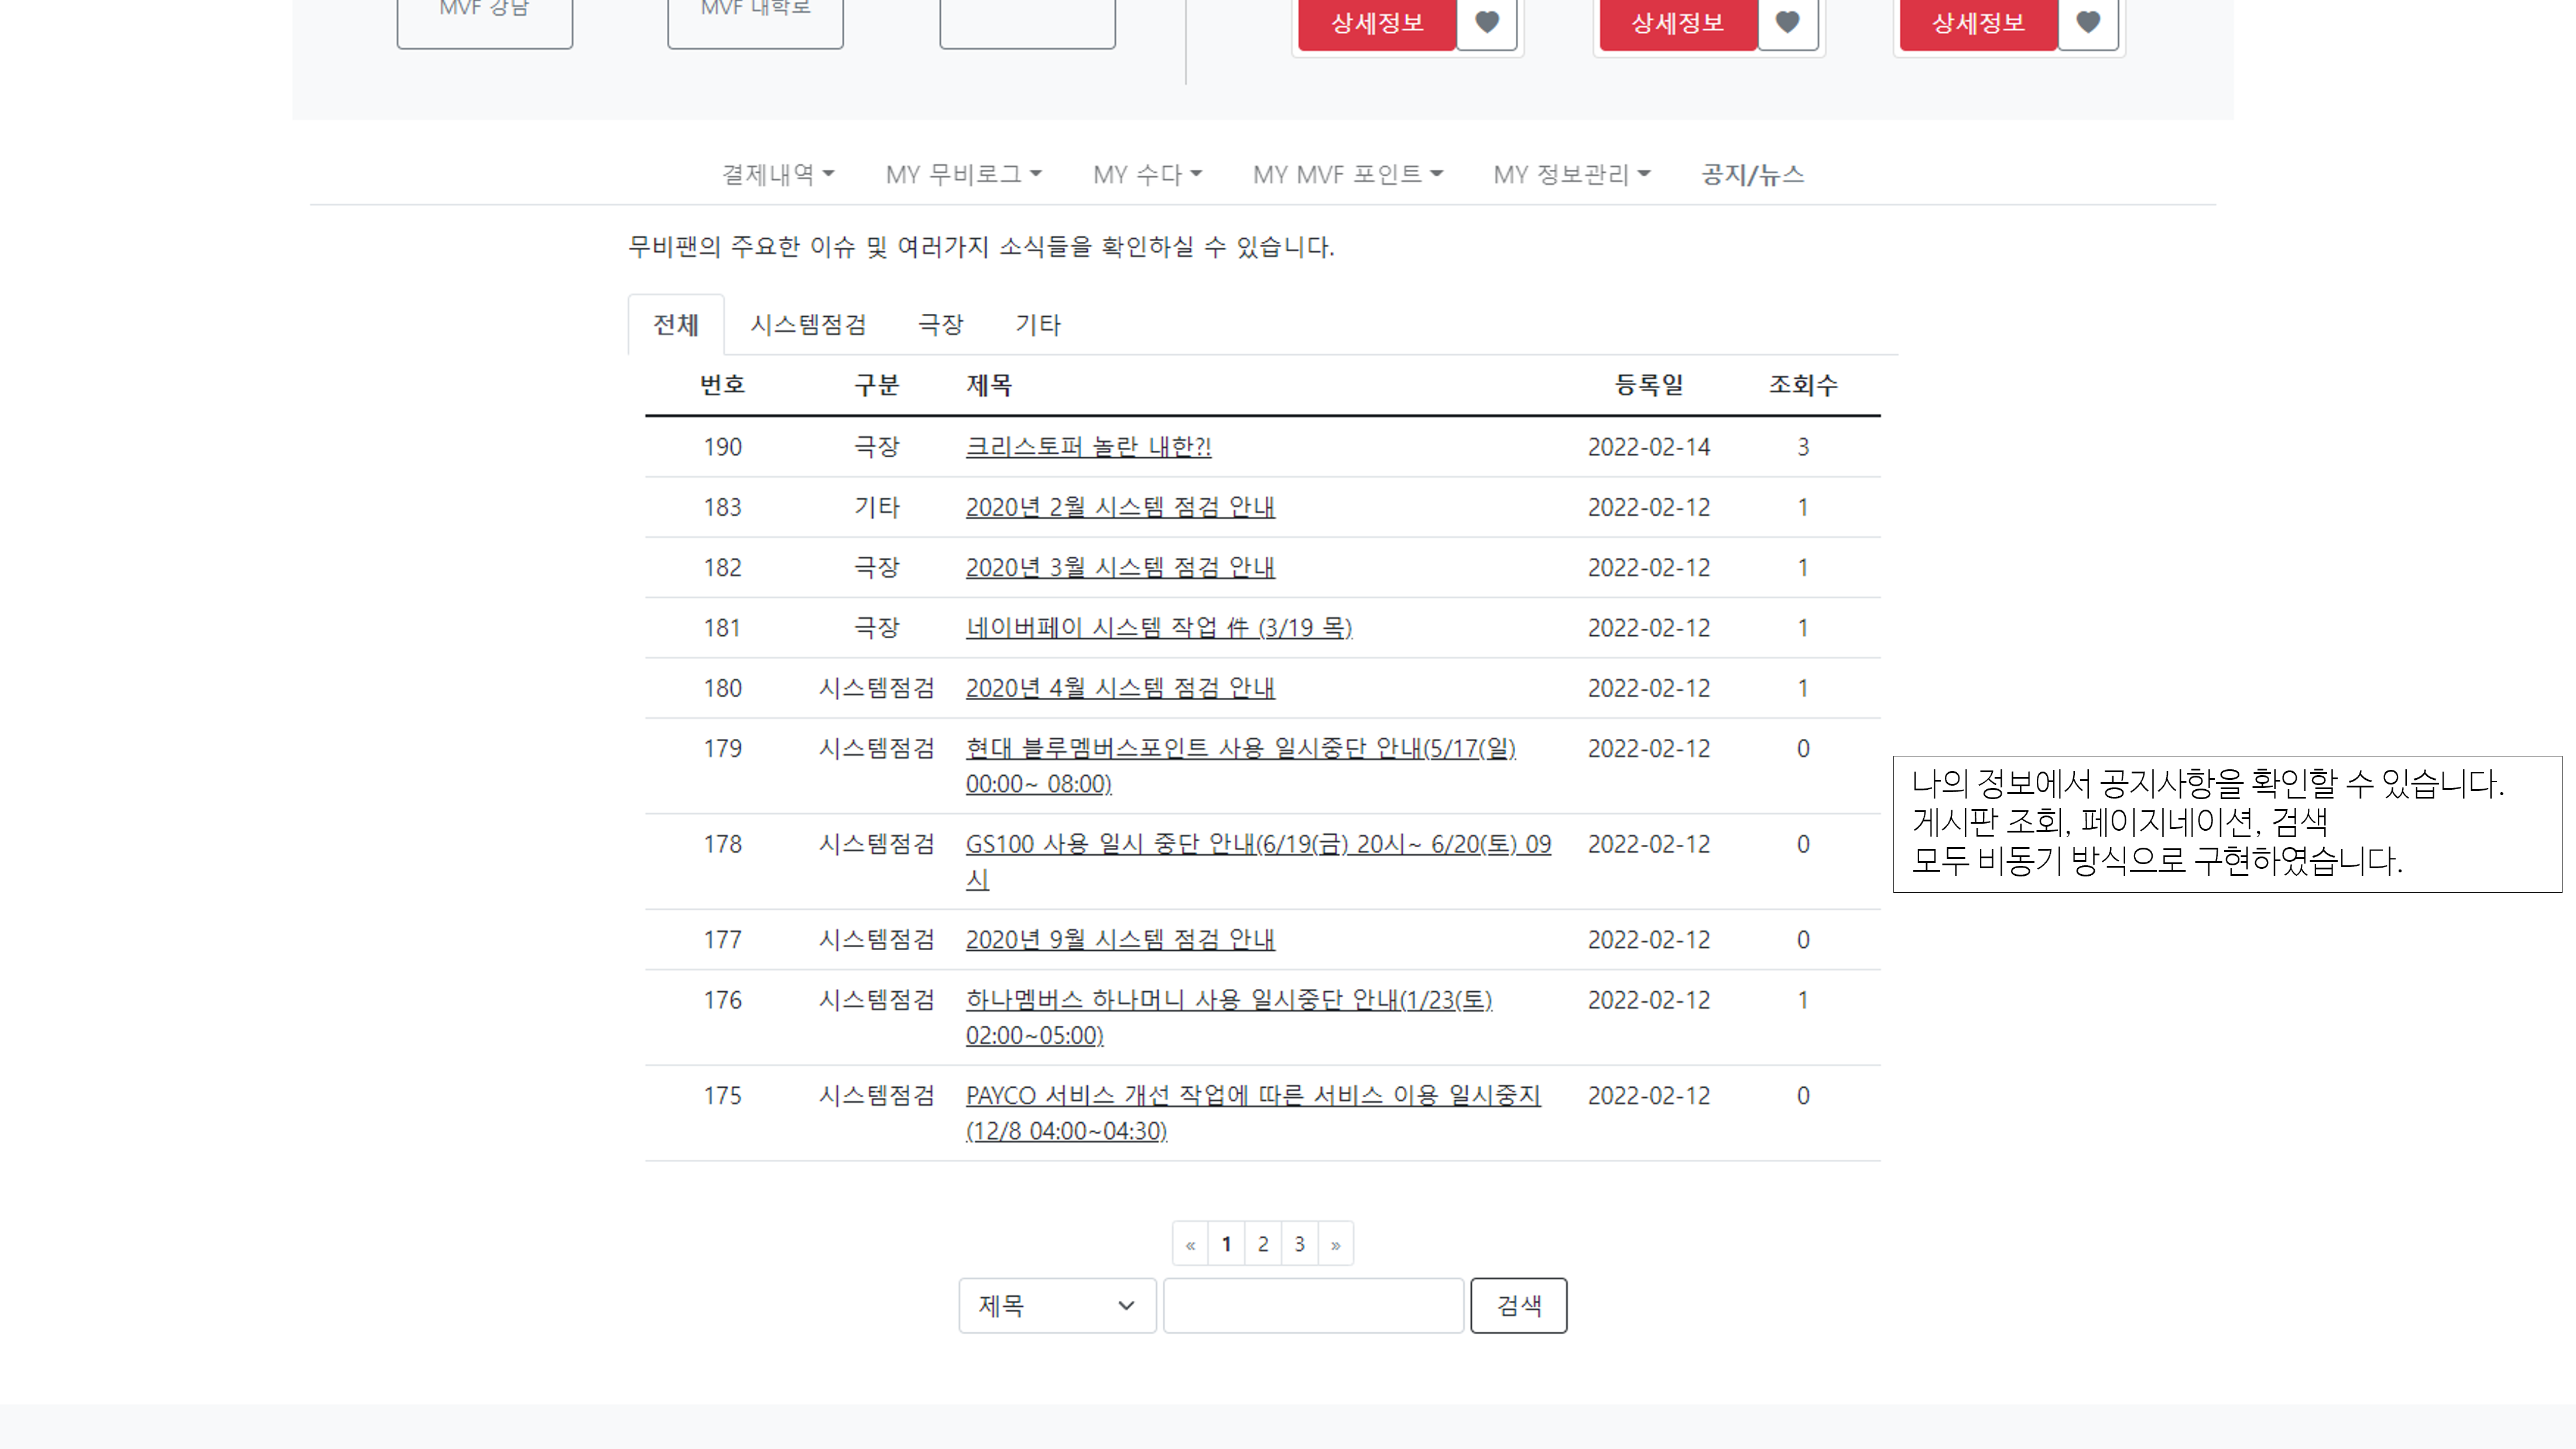 MVF 강남
MVF 대학로
상세정보
상세정보
상세정보
결제내역 MY 무비로그 MY 수다 MY MVF 포인트 MY 정보관리 공지/뉴스
무비팬의 주요한 이슈 및 여러가지 소식들을 확인하실 수 있습니다.
전체 시스템점검 극장 기타
번호 구분 제목 등록일 조회수
190 극장 크리스토퍼 놀란 내한?! 2022-02-14 3
183 기타 2020년 2월 시스템 점검 안내 2022-02-12 1
182 극장 2020년 3월 시스템 점검 안내 2022-02-12 1
181 극장 네이버페이 시스템 작업 件 (3/19 목) 2022-02-12 1
180 시스템점검 2020년 4월 시스템 점검 안내 2022-02-12 1
179 시스템점검 현대 블루멤버스포인트 사용 일시중단 안내(5/17(일) 2022-02-12 0
00:00~ 08:00)
178 시스템점검 GS100 사용 일시 중단 안내(6/19(금) 20시~ 6/20(토) 09 2022-02-12 0
시
177 시스템점검 2020년 9월 시스템 점검 안내 2022-02-12 0
176 시스템점검 하나멤버스 하나머니 사용 일시중단 안내(1/23(토) 2022-02-12 1
02:00~05:00)
175 시스템점검 PAYCO 서비스 개선 작업에 따른 서비스 이용 일시중지 2022-02-12 0
(12/8 04:00~04:30)
« 1 2 3 »
제목 검색
나의 정보에서 공지사항을 확인할 수 있습니다.
게시판 조회, 페이지네이션, 검색
모두 비동기 방식으로 구현하였습니다.